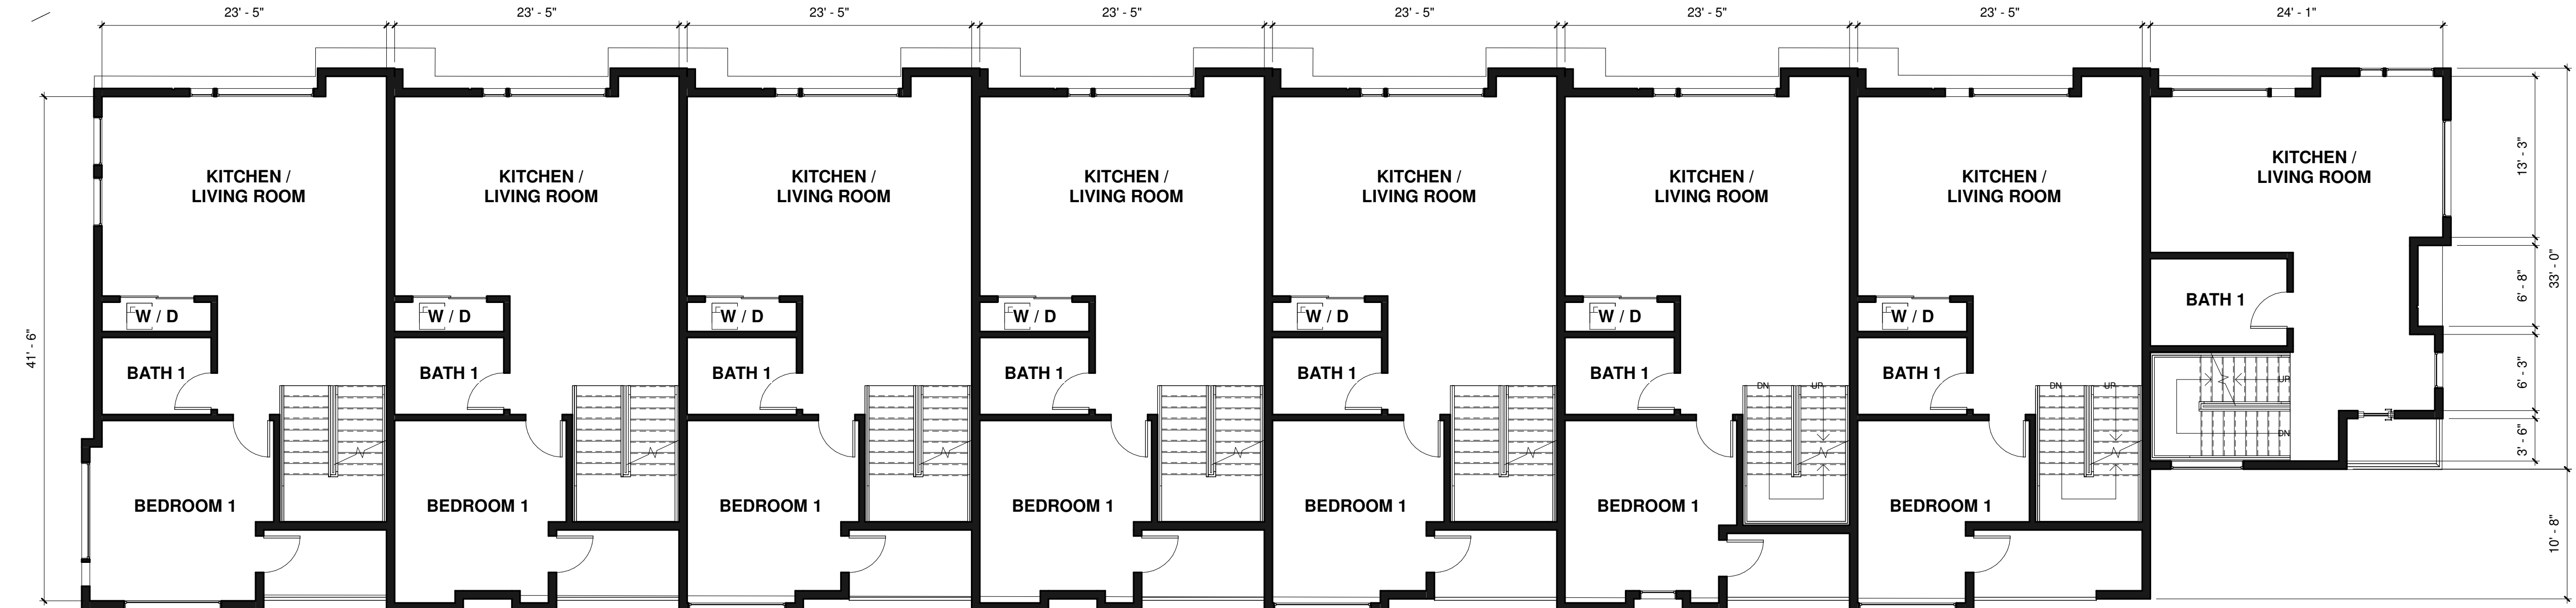 23' - 5" 23' - 5" 23' - 5" 23' - 5" 23' - 5" 23' - 5" 23' - 5" 24' - 1"
KITCHEN /
LIVING ROOM
KITCHEN /
LIVING ROOM
KITCHEN /
LIVING ROOM
KITCHEN /
LIVING ROOM
KITCHEN /
LIVING ROOM
KITCHEN /
LIVING ROOM
KITCHEN /
LIVING ROOM
KITCHEN /
LIVING ROOM
13' - 3"
33' - 0"
6' - 8"
6' - 3"
3' - 6"
10' - 8"
41' - 6"
W / D W / D W / D W / D W / D W / D W / D
BATH 1
BATH 1 BATH 1 BATH 1 BATH 1 BATH 1 BATH 1 BATH 1
DN UP DN UP
UP
DN
BEDROOM 1 BEDROOM 1 BEDROOM 1 BEDROOM 1 BEDROOM 1 BEDROOM 1 BEDROOM 1